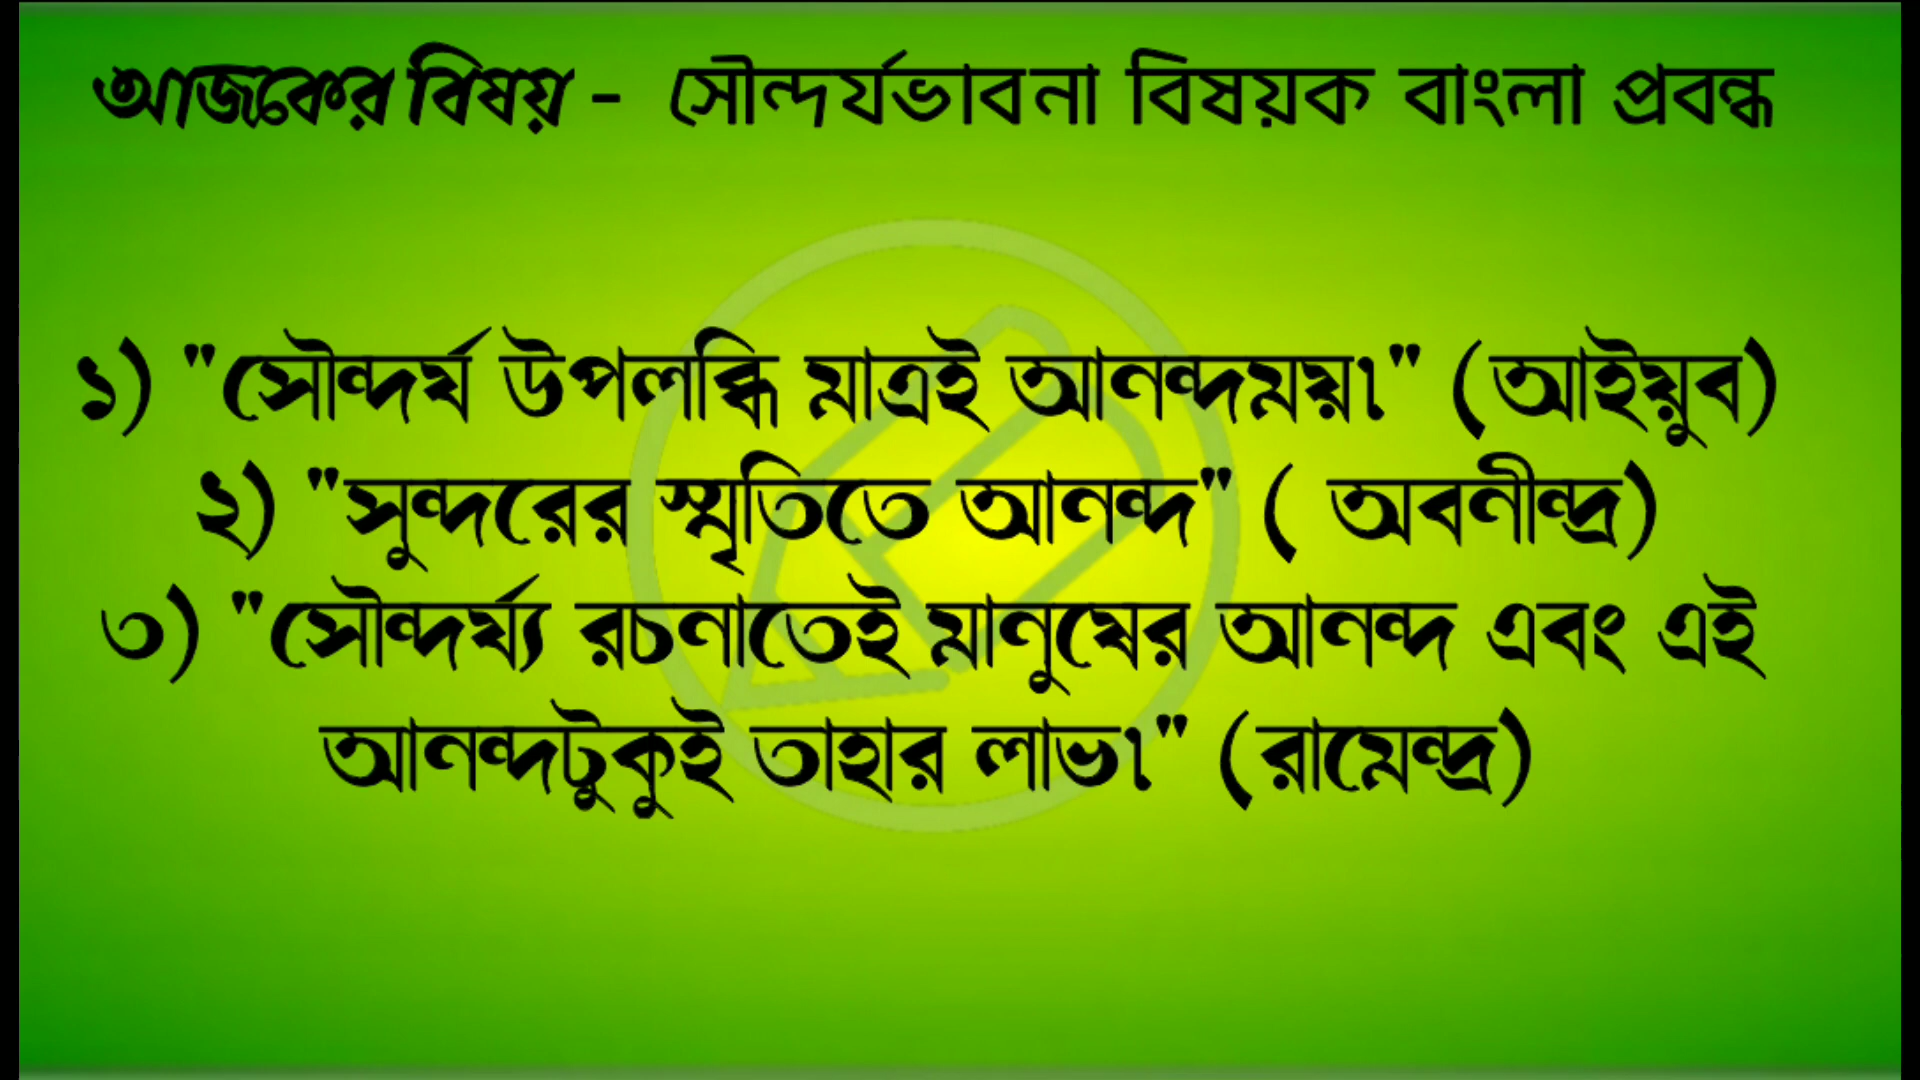 আজকের বিষয় - সৌন্দর্যভাবনা বিষয়ক বাংলা প্রবন্ধ
১) "সৌন্দর্য উপলব্ধি মাত্রই আনন্দময়।" (আইয়ুব)
২) "সুন্দরের স্মৃতিতে আনন্দ" ( অবনীন্দ্র)
৩) "সৌন্দর্য্য রচনাতেই মানুষের আনন্দ এবং এই
আনন্দটুকুই তাহার লাভ।" (রামেন্দ্র)